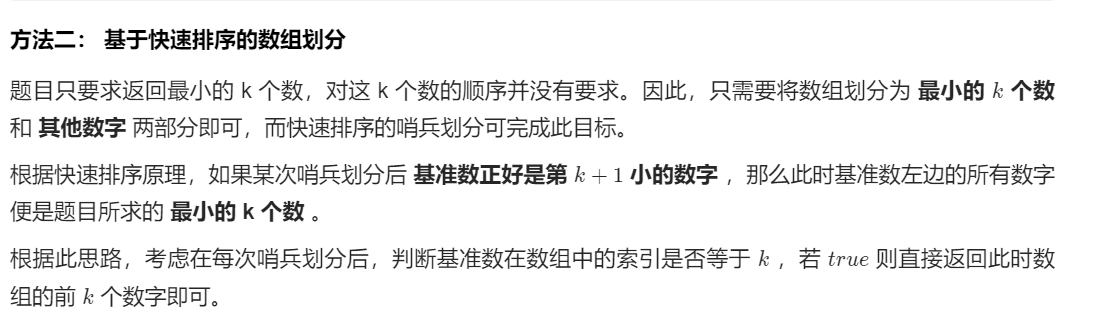 方法二： 基于快速排序的数组划分
题目只要求返回最小的 k 个数，对这 k 个数的顺序并没有要求。因此，只需要将数组划分为 最小的 k 个数
和 其他数字 两部分即可，而快速排序的哨兵划分可完成此目标。
根据快速排序原理，如果某次哨兵划分后 基准数正好是第 k + 1 小的数字 ，那么此时基准数左边的所有数字
便是题目所求的 最小的 k 个数 。
根据此思路，考虑在每次哨兵划分后，判断基准数在数组中的索引是否等于 k ，若 true 则直接返回此时数
组的前 k 个数字即可。